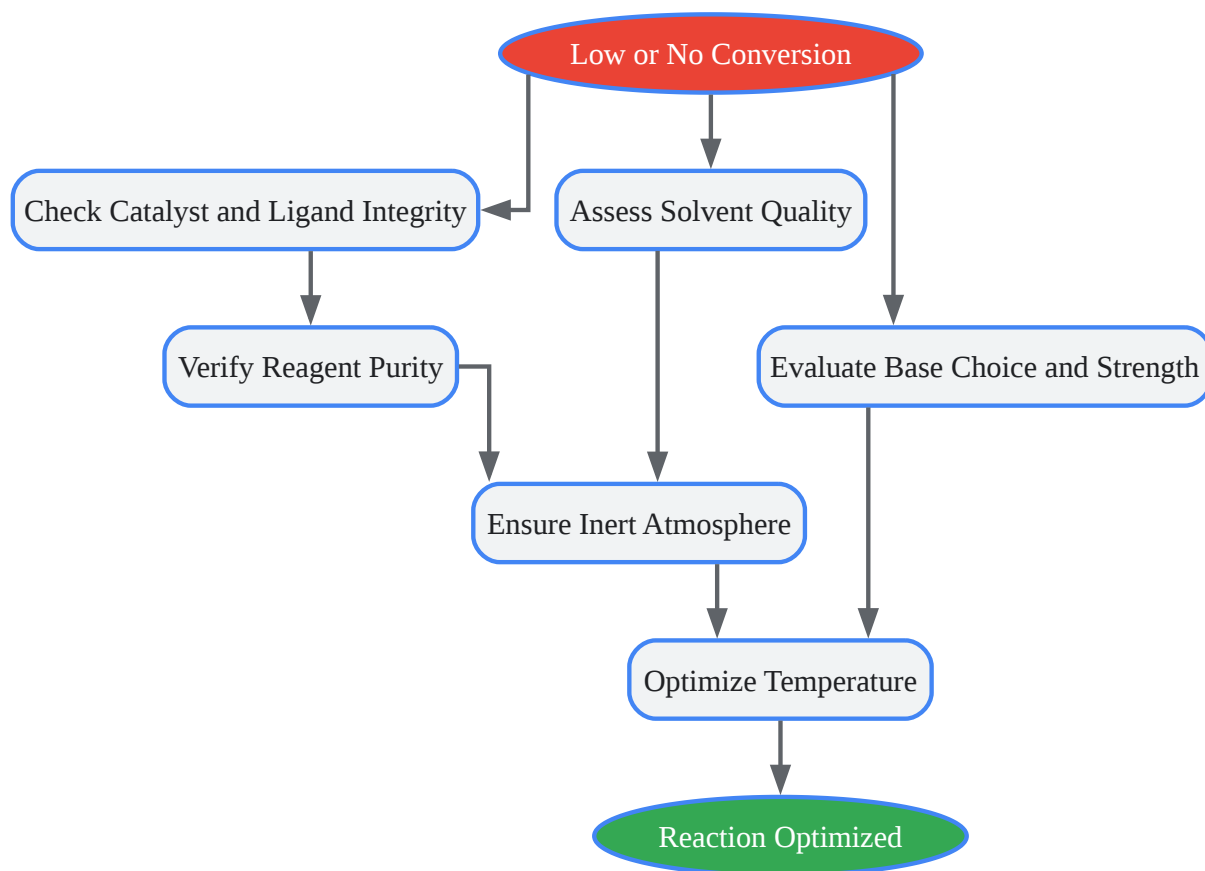 Low or No Conversion
Check Catalyst and Ligand Integrity
Assess Solvent Quality
Verify Reagent Purity
Evaluate Base Choice and Strength
Ensure Inert Atmosphere
Optimize Temperature
Reaction Optimized